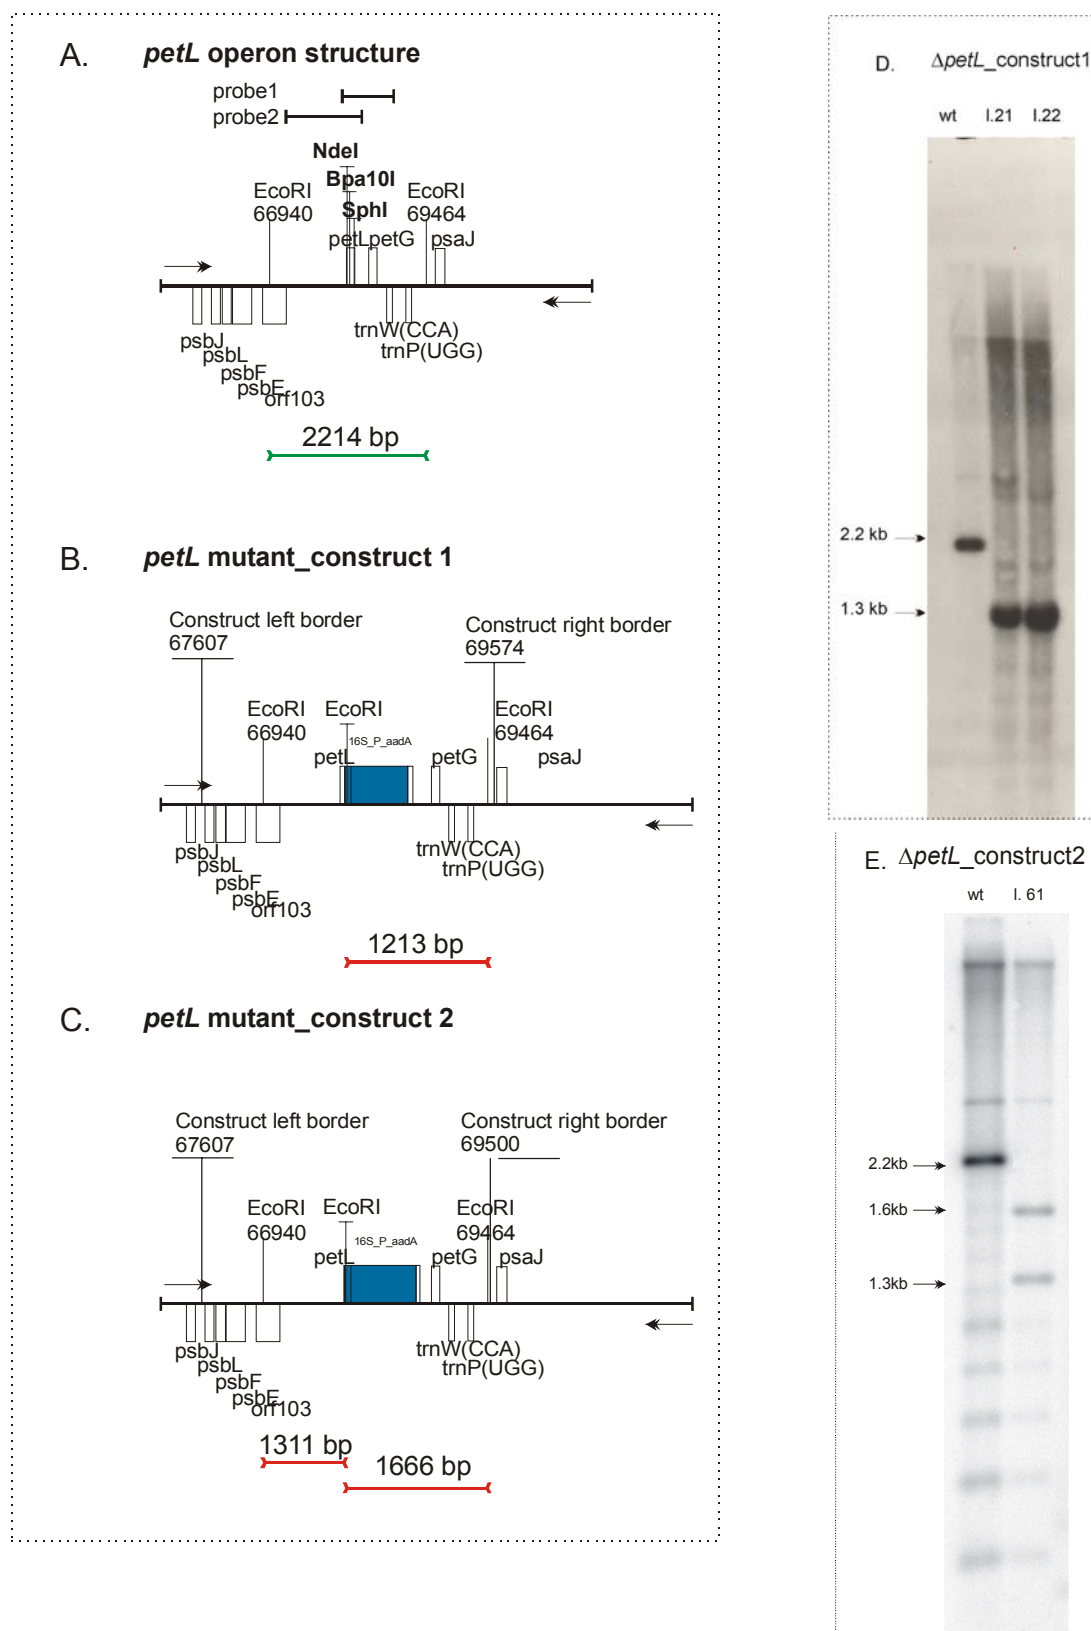 A. petL operon structure
probe1
probe2
NdeI
Bpa10I
EcoRI EcoRI
66940 SphI 69464
petL petG psaJ
trnW(CCA)
psbJ trnP(UGG)
psbL
psbF
psbE
orf103
2214 bp
B. petL mutant_construct 1
Construct left border Construct right border
67607 69574
EcoRI EcoRI EcoRI
66940 16S_P_aadA 69464
petL petG psaJ
psbJ trnW(CCA)
psbL trnP(UGG)
psbF
psbE
orf103
1213 bp
C. petL mutant_construct 2
Construct left border Construct right border
67607 69500
EcoRI EcoRI EcoRI
66940 16S_P_aadA 69464
petL petG psaJ
psbJ trnW(CCA)
psbL trnP(UGG)
psbF
psbE
orf103
1311 bp
1666 bp
D. ΔpetL_construct1
wt l.21 l.22
2.2 kb
1.3 kb
E. ΔpetL_construct2
wt l. 61
2.2kb
1.6kb
1.3kb